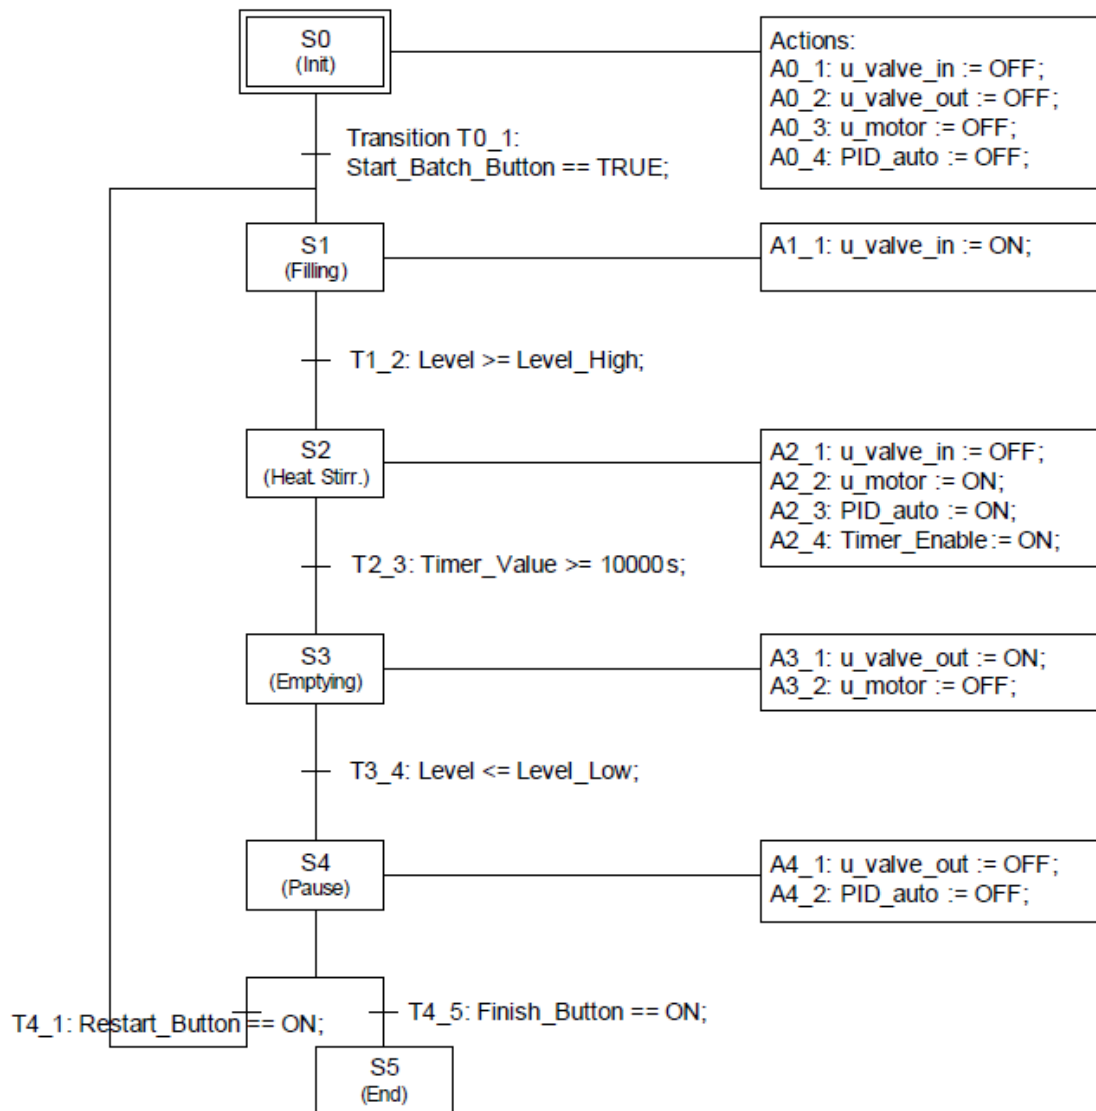 S0
(Init)
Actions:
A0_1: u_valve_in := OFF;
A0_2: u_valve_out := OFF;
A0_3: u_motor := OFF;
A0_4: PID_auto := OFF;
Transition T0_1:
Start_Batch_Button == TRUE;
S1
(Filling)
A1_1: u_valve_in := ON;
T1_2: Level >= Level_High;
S2
(Heat. Stirr.)
A2_1: u_valve_in := OFF;
A2_2: u_motor := ON;
A2_3: PID_auto := ON;
A2_4: Timer_Enable := ON;
T2_3: Timer_Value >= 10000s;
S3
(Emptying)
A3_1: u_valve_out := ON;
A3_2: u_motor := OFF;
T3_4: Level <= Level_Low;
S4
(Pause)
A4_1: u_valve_out := OFF;
A4_2: PID_auto := OFF;
T4_1: Restart_Button == ON;
T4_5: Finish_Button == ON;
S5
(End)